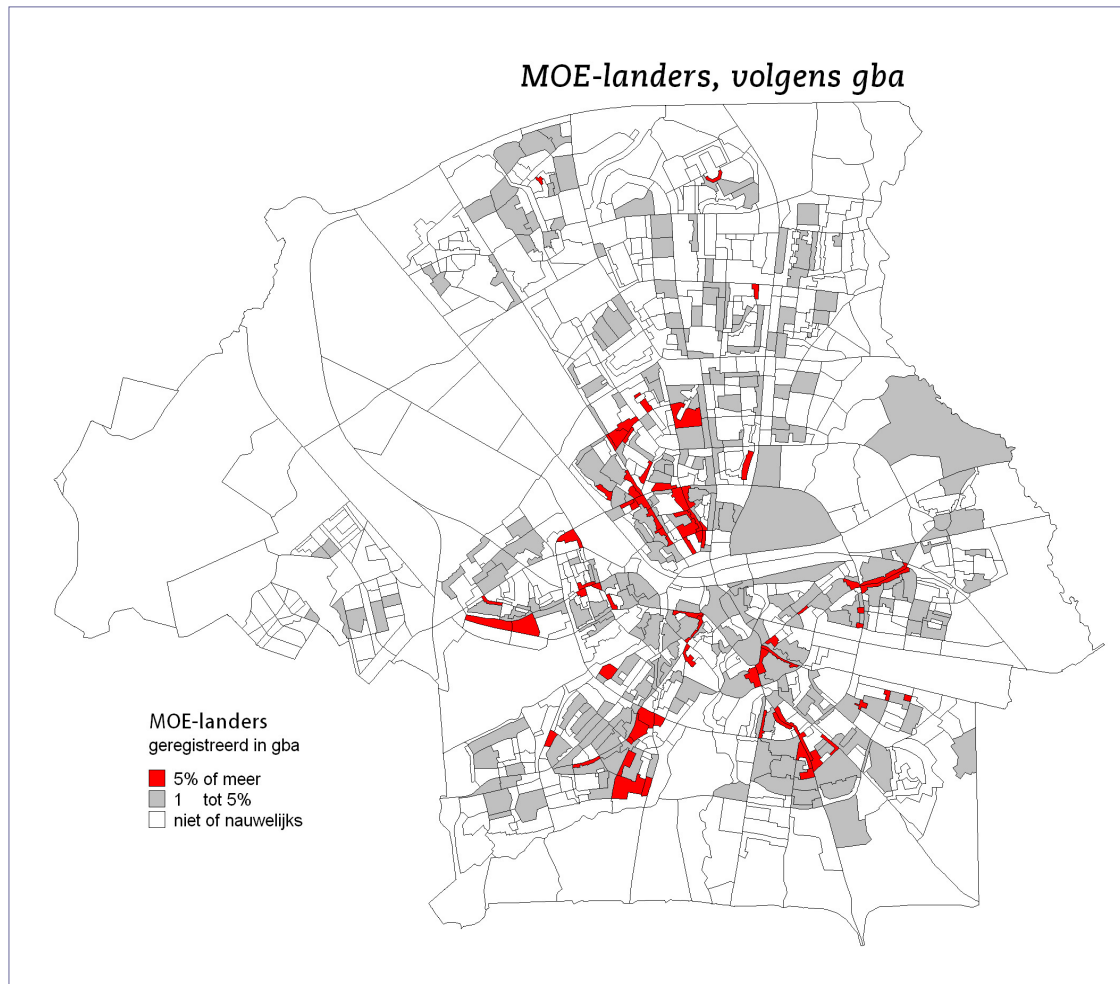 MOE-landers, volgens gba
MOE-landers
geregistreerd in gba
5% of meer
1 tot 5%
niet of nauwelijks